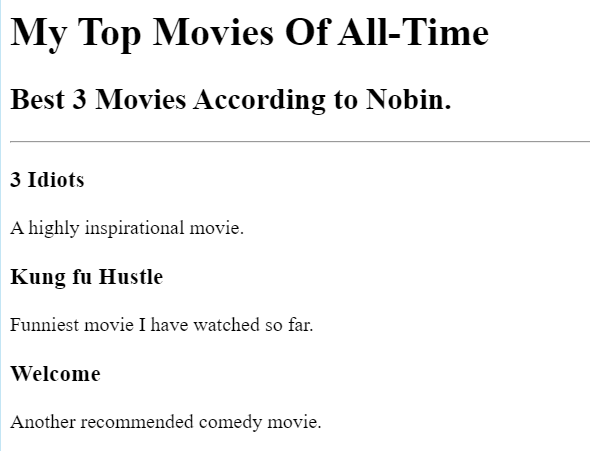 My Top Movies Of All-Time
Best 3 Movies According to Nobin.
3 Idiots
A highly inspirational movie.
Kung fu Hustle
Funniest movie I have watched so far.
Welcome
Another recommended comedy movie.